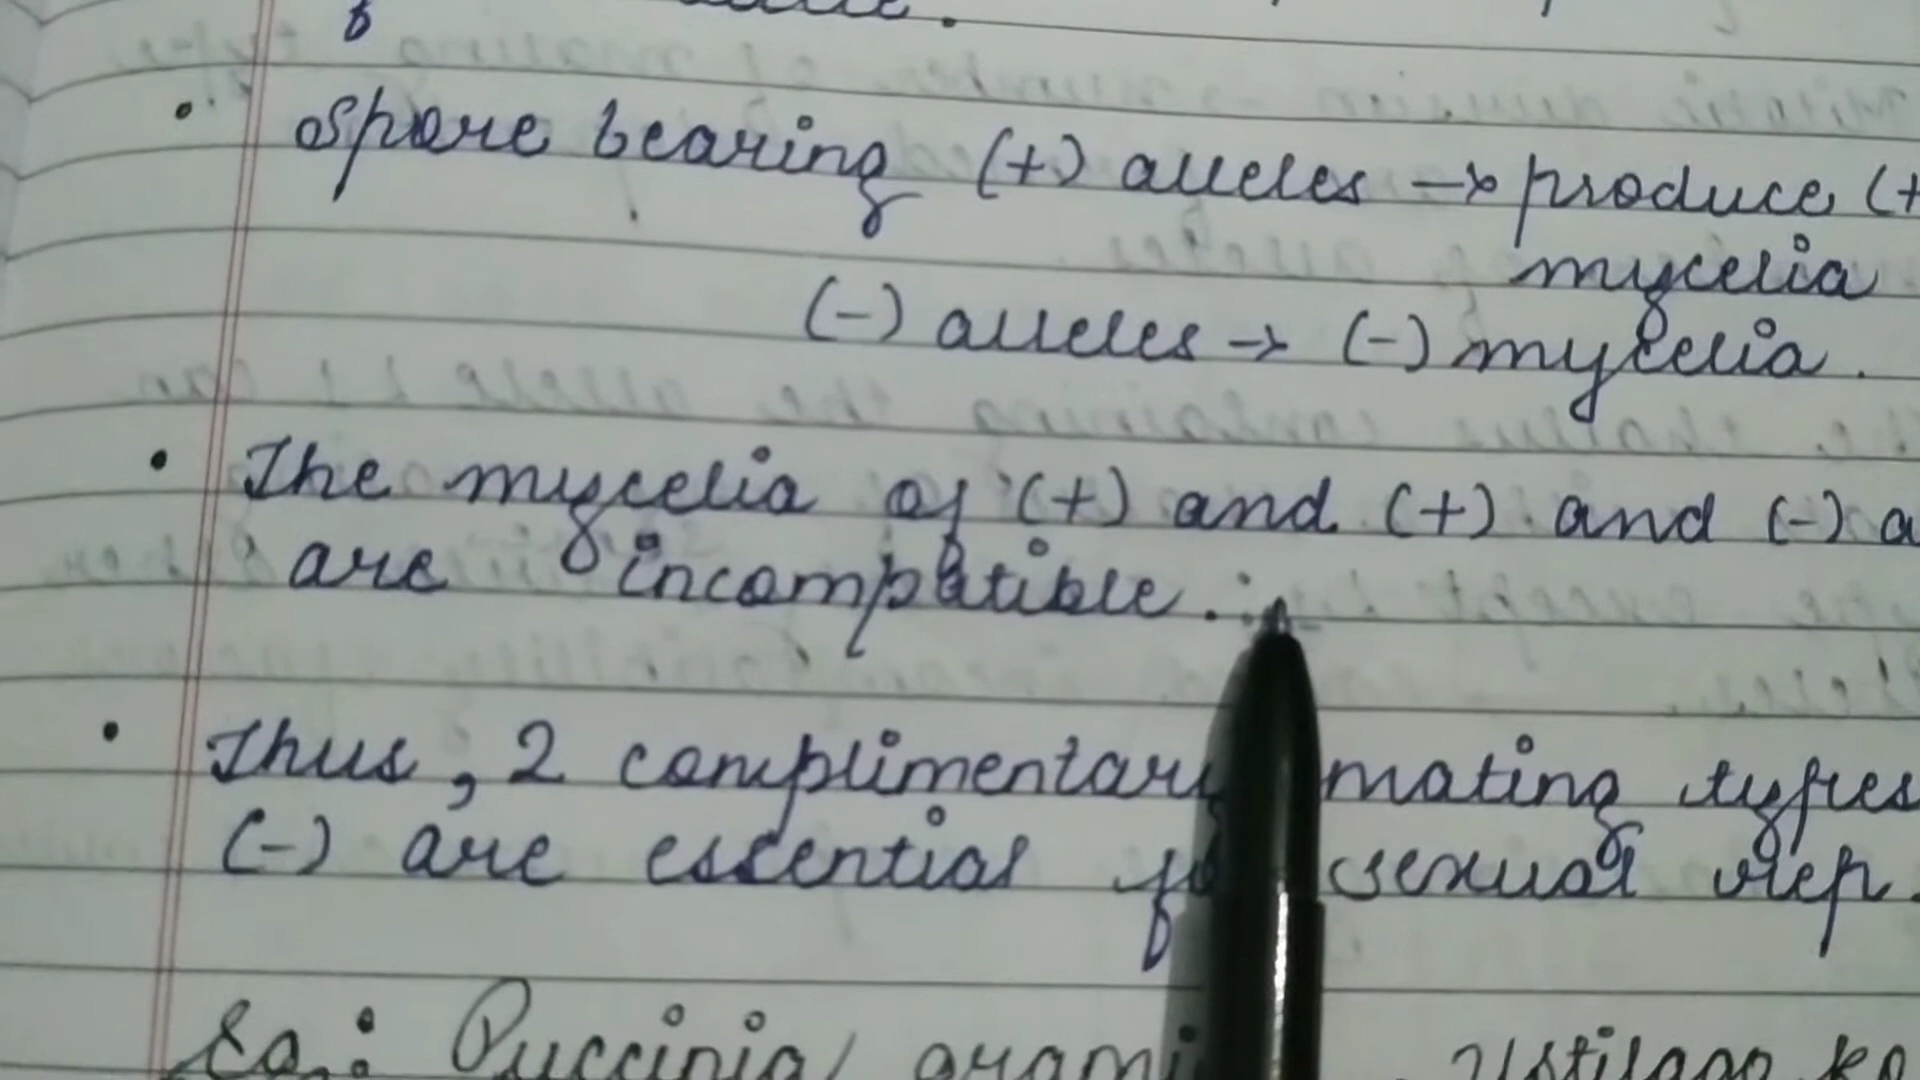 • Spore bearing (+) alleles → produce (+
mycelia
(-) alleles → (-) mycelia.
• The mycelia of (+) and (+) and (-) a
are incompatible.
• Thus, 2 complimentary mating types
(-) are essential sexual rep.
Eg: Puccinia Ustilago